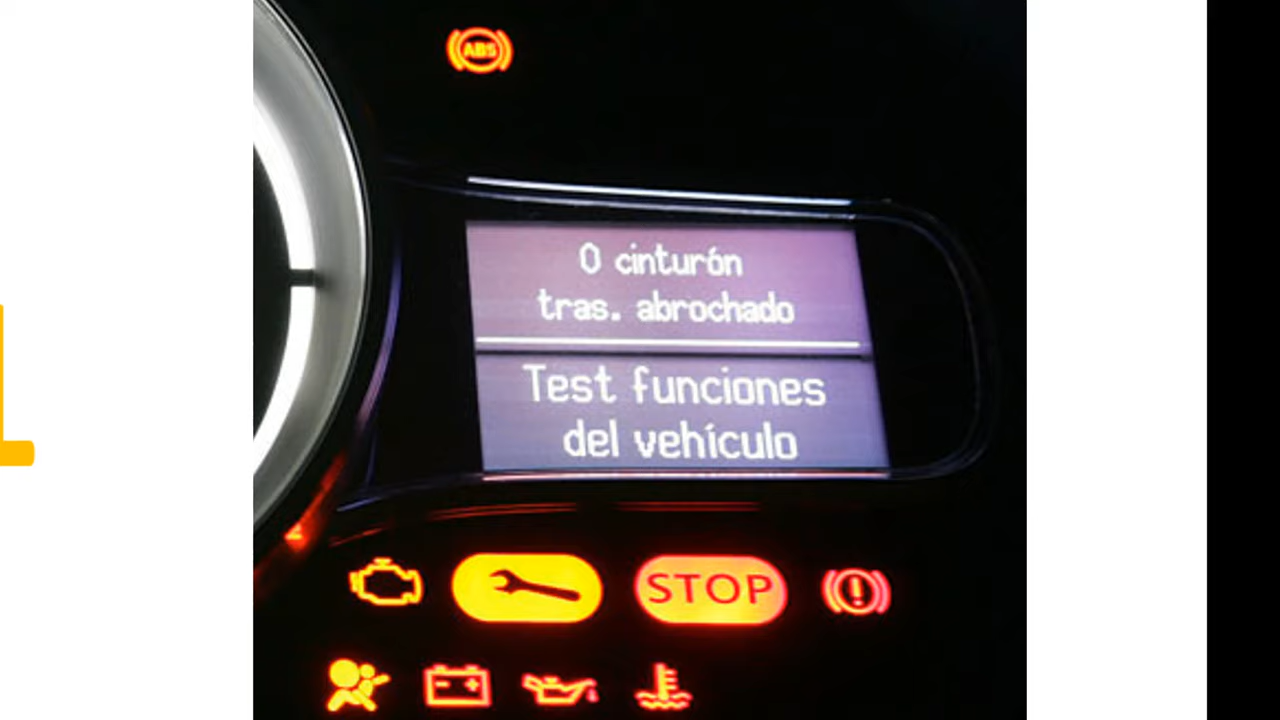 ABS
0 cinturón
tras. abrochado
Test funciones
del vehículo
STOP